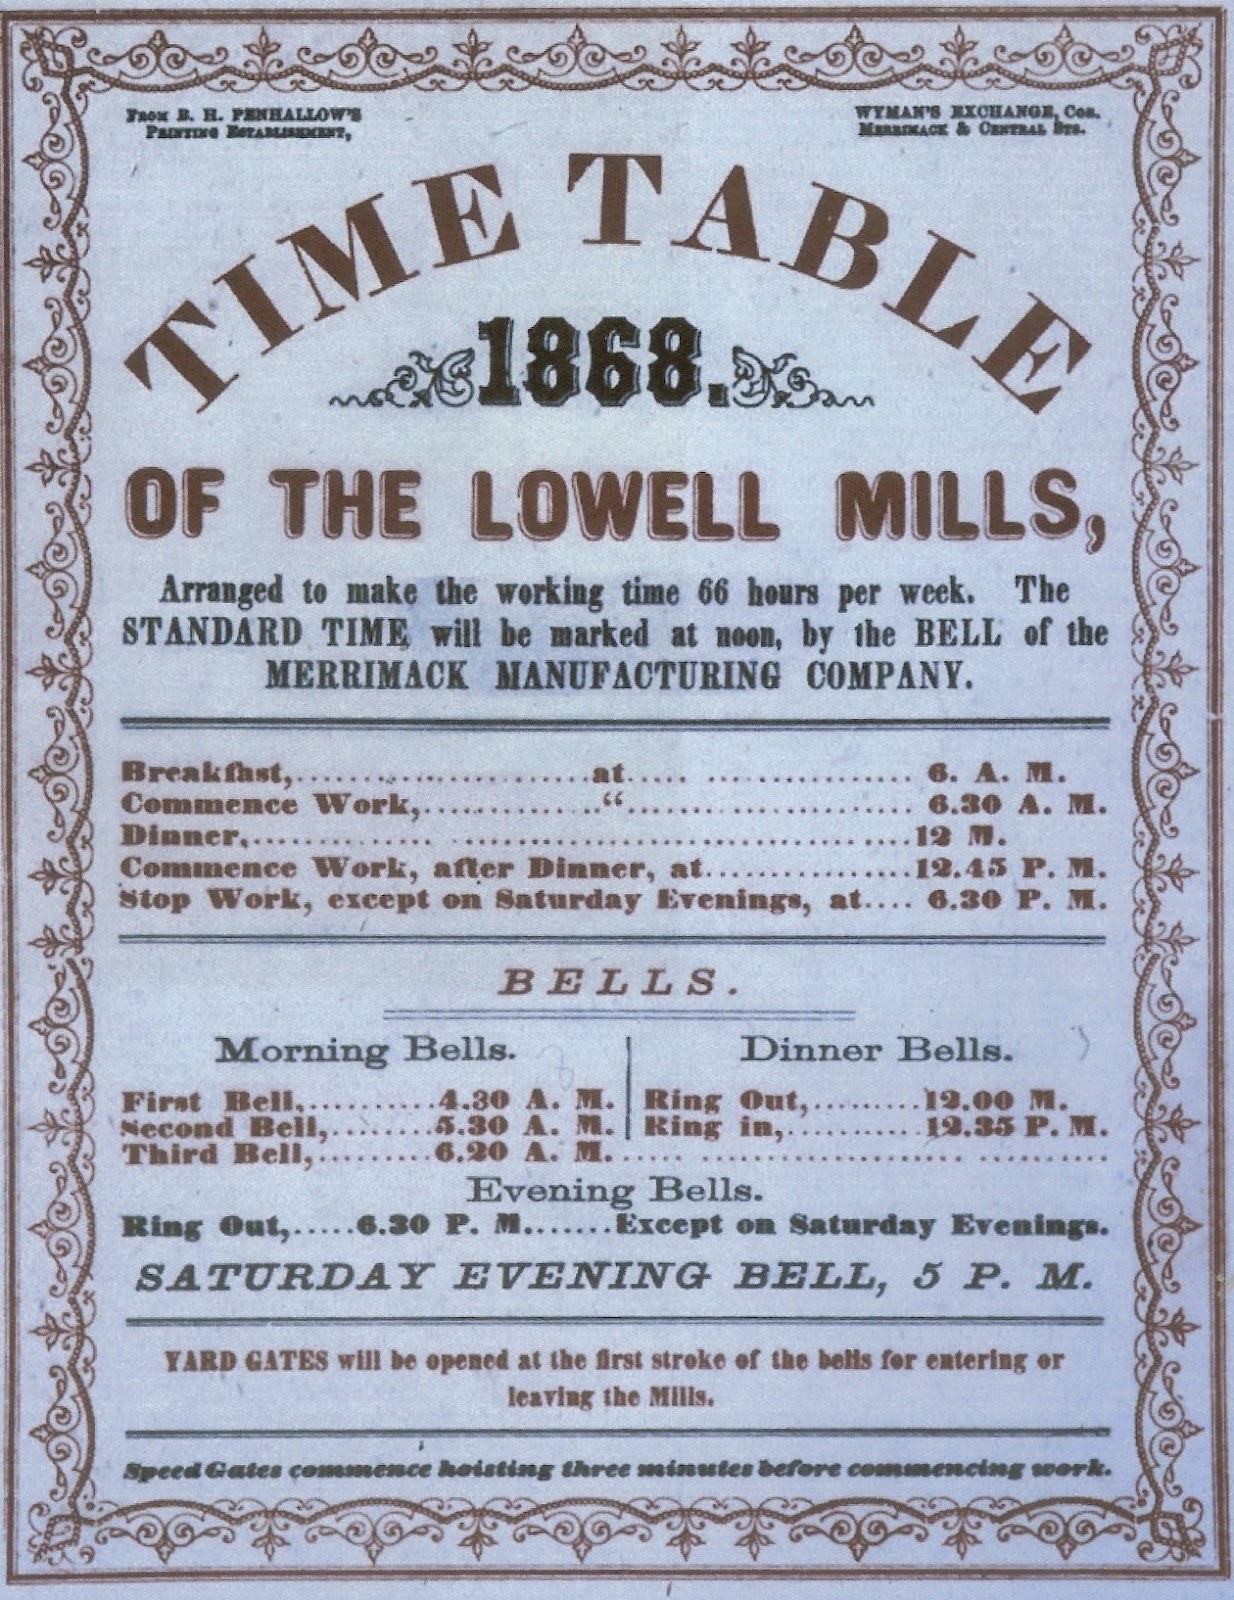 From B. H. PENHALLOW'S
Printing Establishment,
WYMAN'S EXCHANGE, Cor.
Merrimack & Central Sts.
TIME TABLE
1868.
OF THE LOWELL MILLS,
Arranged to make the working time 66 hours per week. The
STANDARD TIME will be marked at noon, by the BELL of the
MERRIMACK MANUFACTURING COMPANY.
Breakfast,......................at..... ................ 6. A. M.
Commence Work,..............“........................ 6.30 A. M.
Dinner,.................................................12 M.
Commence Work, after Dinner, at................12.45 P. M.
Stop Work, except on Saturday Evenings, at.... 6.30 P. M.
BELLS.
Morning Bells.
First Bell,..........4.30 A. M.
Second Bell,........5.30 A. M.
Third Bell,.........6.20 A. M.
Dinner Bells.
Ring Out,.........12.00 M.
Ring in,...........12.35 P. M.
Evening Bells.
Ring Out,.....6.30 P. M.......Except on Saturday Evenings.
SATURDAY EVENING BELL, 5 P. M.
YARD GATES will be opened at the first stroke of the bells for entering or
leaving the Mills.
Speed Gates commence hoisting three minutes before commencing work.